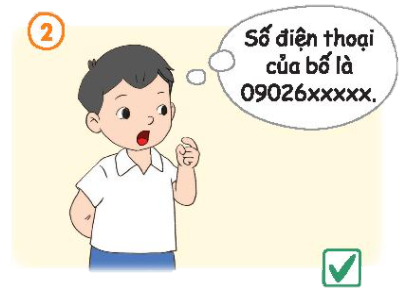 2
Số điện thoại
của bố là
09026xxxxx.